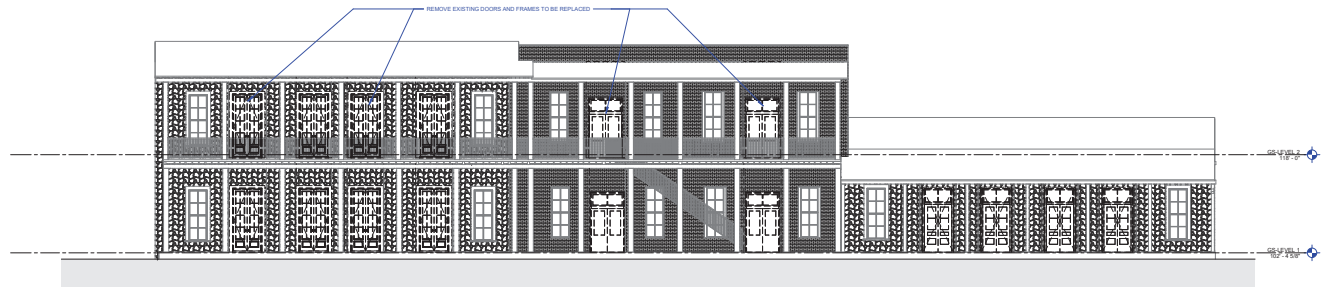 REMOVE EXISTING DOORS AND FRAMES TO BE REPLACED
GS-LEVEL 2
118' - 0"
GS-LEVEL 1
102' - 4 5/8"